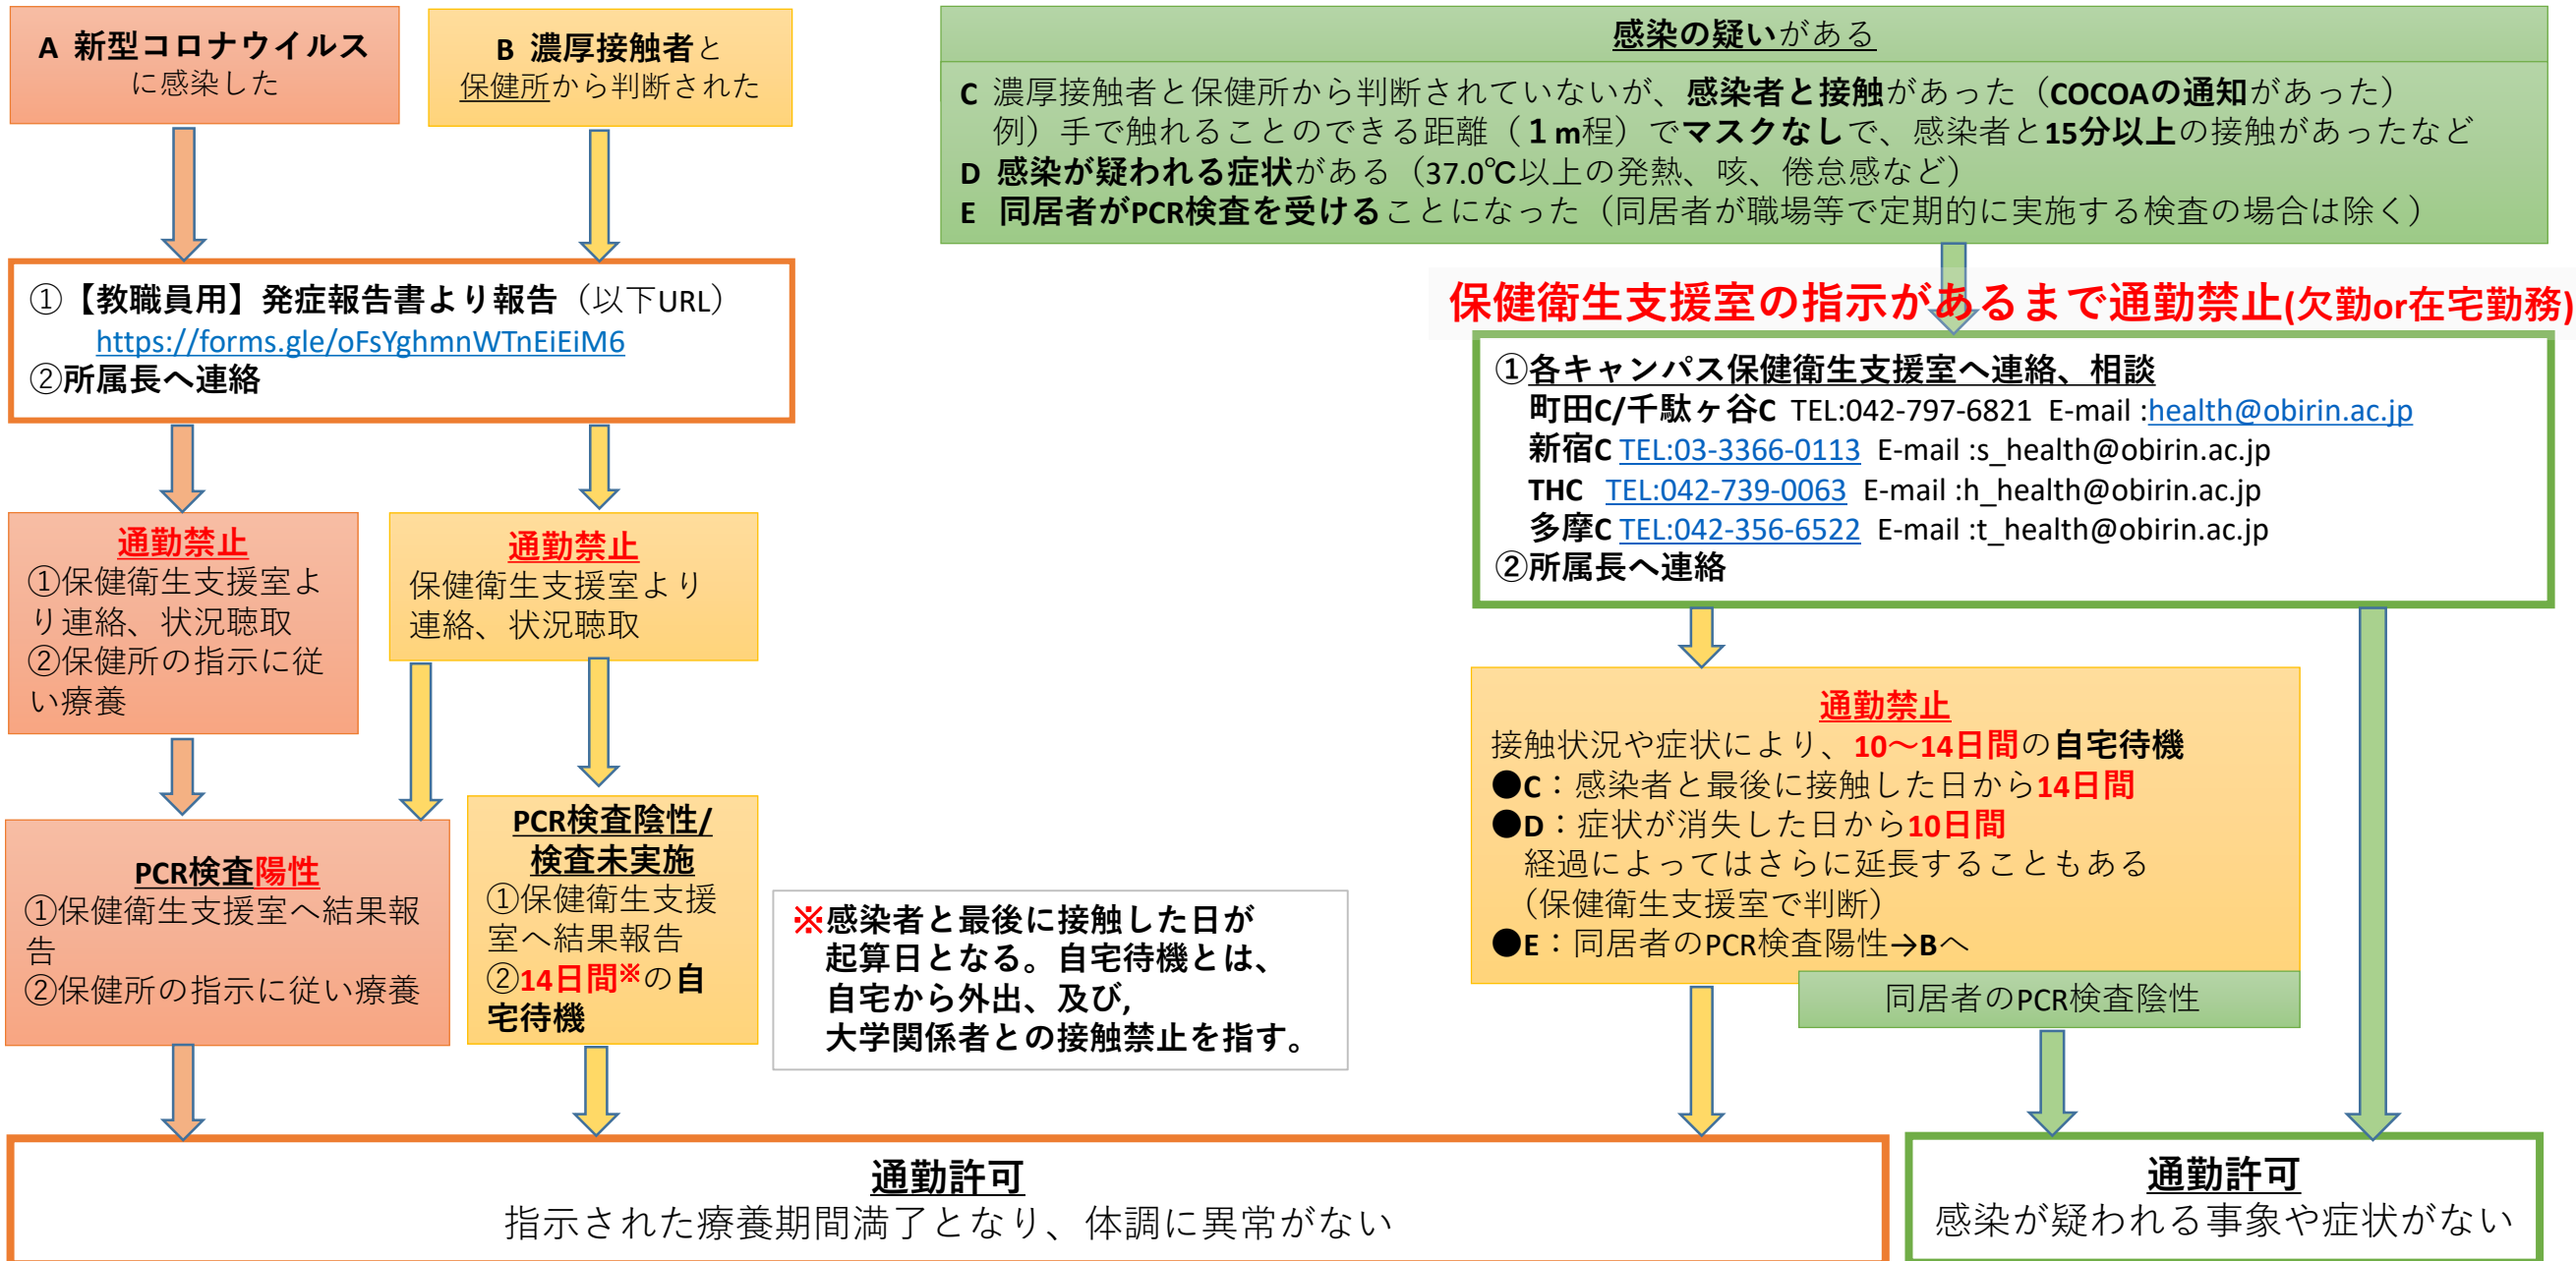 A 新型コロナウイルス
に感染した
B 濃厚接触者と
保健所から判断された
感染の疑いがある
C 濃厚接触者と保健所から判断されていないが、感染者と接触があった（COCOAの通知があった）
例）手で触れることのできる距離（１m程）でマスクなしで、感染者と15分以上の接触があったなど
D 感染が疑われる症状がある（37.0℃以上の発熱、咳、倦怠感など）
E 同居者がPCR検査を受けることになった（同居者が職場等で定期的に実施する検査の場合は除く）
①【教職員用】発症報告書より報告（以下URL）
https://forms.gle/oFsYghmnWTnEiEiM6
②所属長へ連絡
保健衛生支援室の指示があるまで通勤禁止(欠勤or在宅勤務)
①各キャンパス保健衛生支援室へ連絡、相談
町田C/千駄ヶ谷C TEL:042-797-6821 E-mail :health@obirin.ac.jp
新宿C TEL:03-3366-0113 E-mail :s_health@obirin.ac.jp
THC TEL:042-739-0063 E-mail :h_health@obirin.ac.jp
多摩C TEL:042-356-6522 E-mail :t_health@obirin.ac.jp
②所属長へ連絡
通勤禁止
①保健衛生支援室よ
り連絡、状況聴取
②保健所の指示に従
い療養
通勤禁止
保健衛生支援室より
連絡、状況聴取
PCR検査陽性
①保健衛生支援室へ結果報
告
②保健所の指示に従い療養
PCR検査陰性/
検査未実施
①保健衛生支援
室へ結果報告
②14日間※の自
宅待機
※感染者と最後に接触した日が
起算日となる。自宅待機とは、
自宅から外出、及び,
大学関係者との接触禁止を指す。
通勤禁止
接触状況や症状により、10～14日間の自宅待機
●C：感染者と最後に接触した日から14日間
●D：症状が消失した日から10日間
経過によってはさらに延長することもある
（保健衛生支援室で判断）
●E：同居者のPCR検査陽性→Bへ
同居者のPCR検査陰性
通勤許可
指示された療養期間満了となり、体調に異常がない
通勤許可
感染が疑われる事象や症状がない